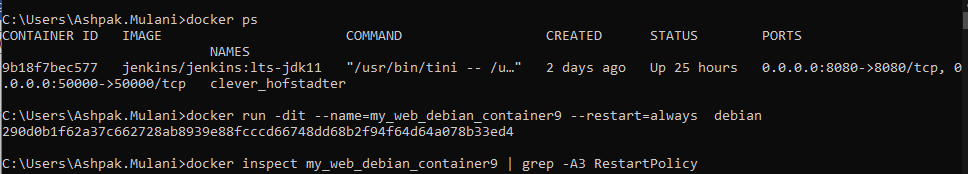 C:\Users\Ashpak.Mulani>docker ps
CONTAINER ID   IMAGE                       COMMAND                  CREATED       STATUS        PORTS
                          NAMES
9b18f7bec577   jenkins/jenkins:lts-jdk11   "/usr/bin/tini -- /u…"   2 days ago   Up 25 hours   0.0.0.0:8080->8080/tcp, 0
.0.0.0:50000->50000/tcp   clever_hofstadter
C:\Users\Ashpak.Mulani>docker run -dit --name=my_web_debian_container9 --restart=always  debian
290d0b1f62a37c662728ab8939e88fcccd66748dd68b2f94f64d64a078b33ed4
C:\Users\Ashpak.Mulani>docker inspect my_web_debian_container9 | grep -A3 RestartPolicy